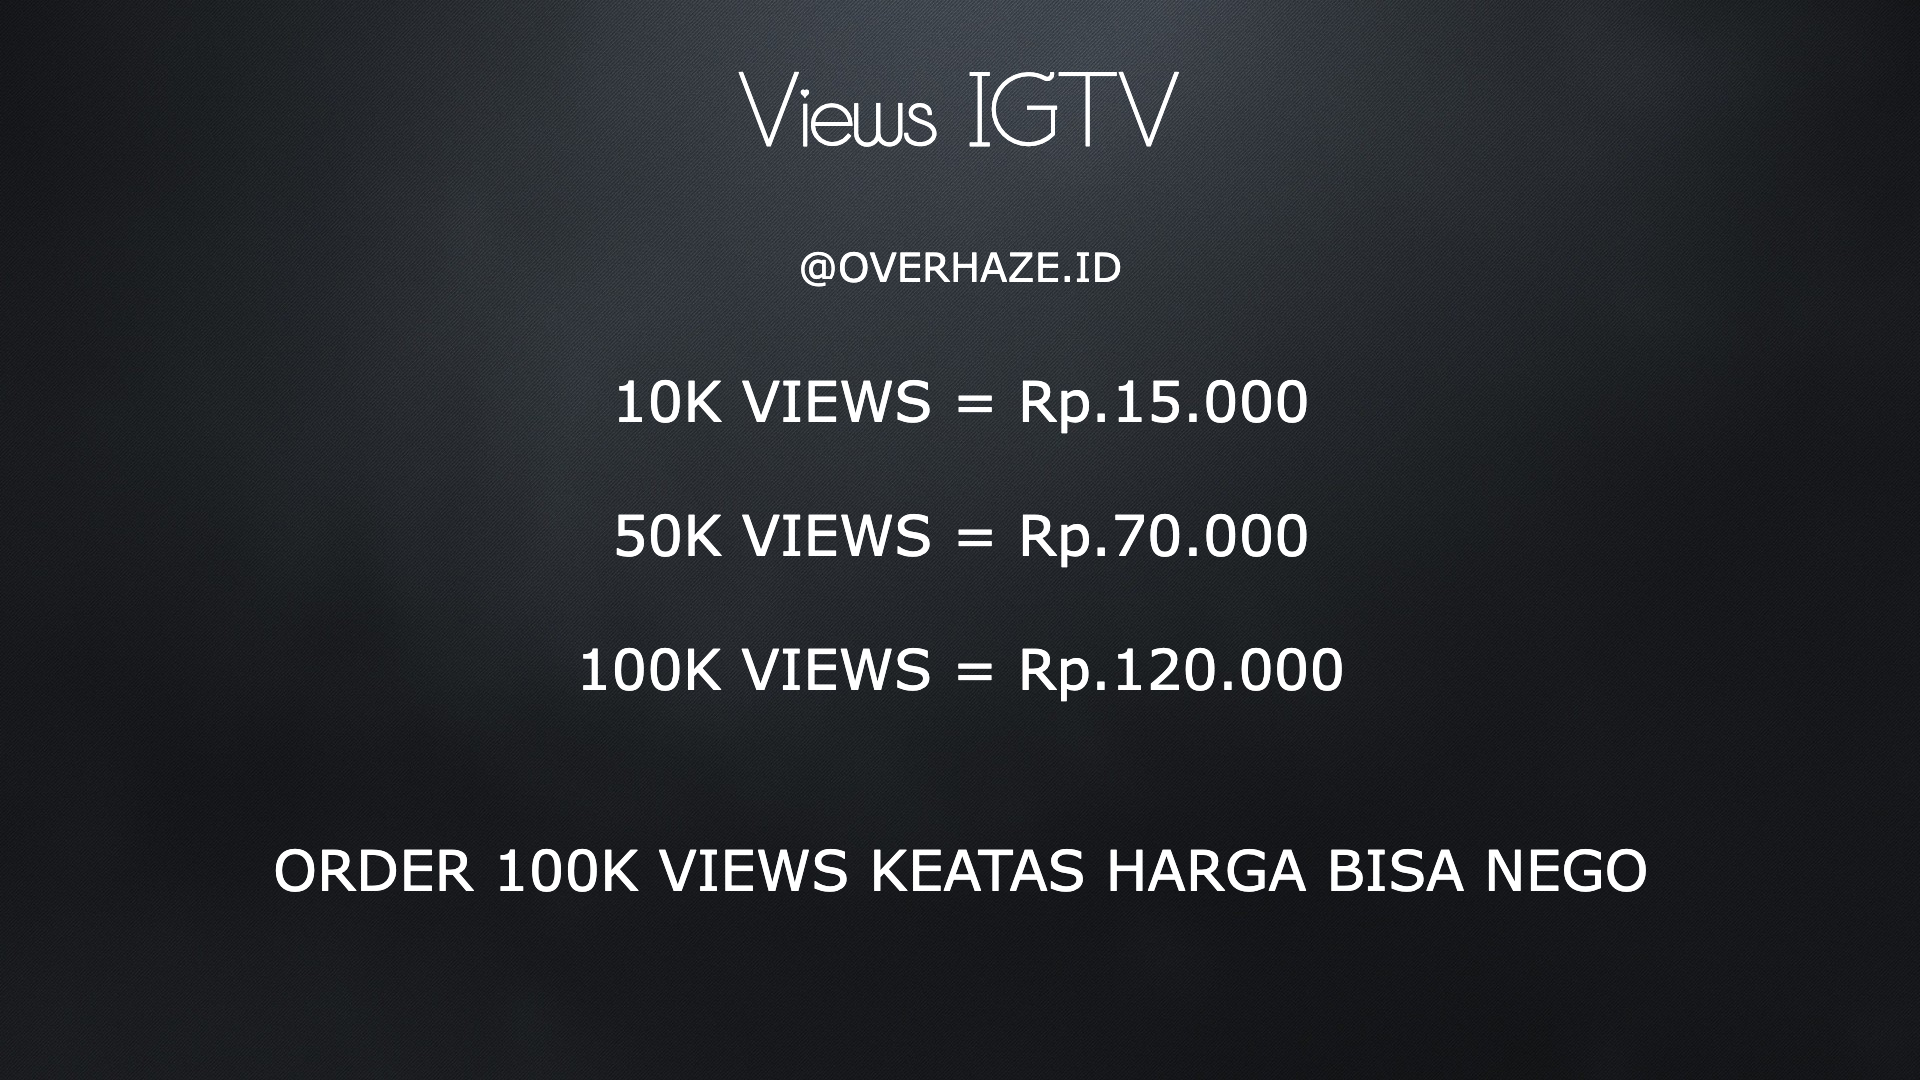 Views IGTV
@OVERHAZE.ID
10K VIEWS = Rp.15.000
50K VIEWS = Rp.70.000
100K VIEWS = Rp.120.000
ORDER 100K VIEWS KEATAS HARGA BISA NEGO